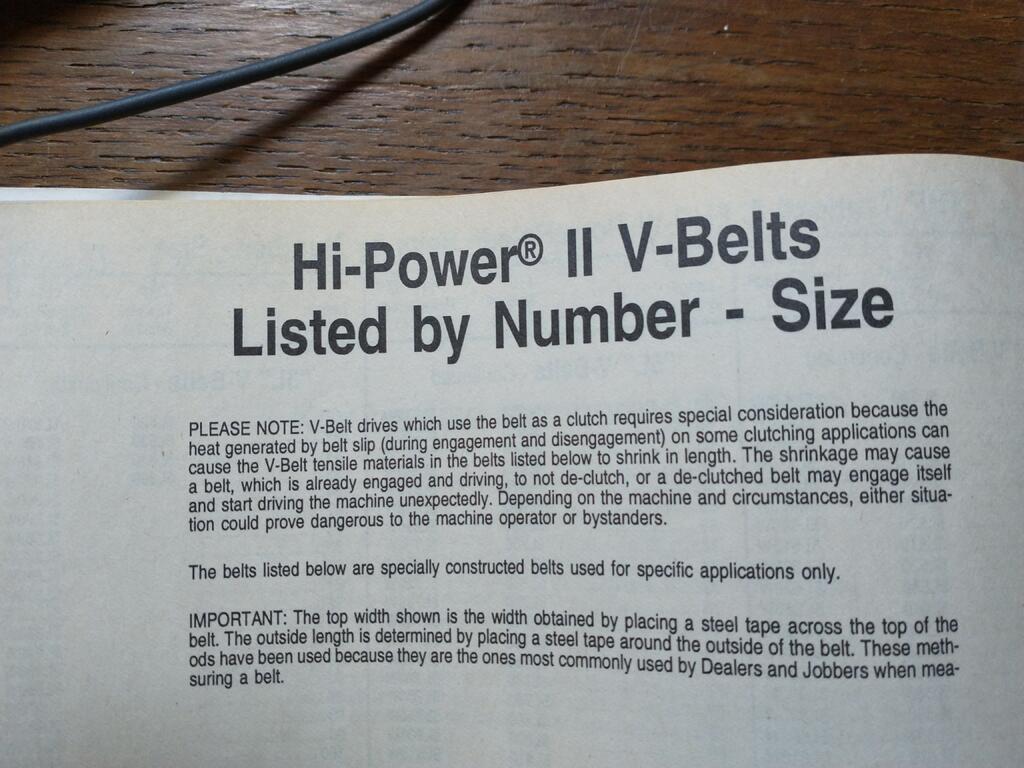 Hi-Power® II V-Belts
Listed by Number - Size
PLEASE NOTE: V-Belt drives which use the belt as a clutch requires special consideration because the
heat generated by belt slip (during engagement and disengagement) on some clutching applications can
cause the V-Belt tensile materials in the belts listed below to shrink in length. The shrinkage may cause
a belt, which is already engaged and driving, to not de-clutch, or a de-clutched belt may engage itself
and start driving the machine unexpectedly. Depending on the machine and circumstances, either situa-
tion could prove dangerous to the machine operator or bystanders.
The belts listed below are specially constructed belts used for specific applications only.
IMPORTANT: The top width shown is the width obtained by placing a steel tape across the top of the
belt. The outside length is determined by placing a steel tape around the outside of the belt. These meth-
ods have been used because they are the ones most commonly used by Dealers and Jobbers when mea-
suring a belt.